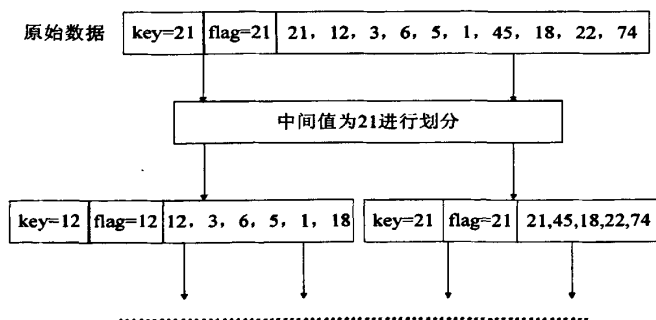 原始数据 key=21 flag=21 21, 12, 3, 6, 5, 1, 45, 18, 22, 74
中间值为21进行划分
key=12 flag=12 12, 3, 6, 5, 1, 18 key=21 flag=21 21,45,18,22,74